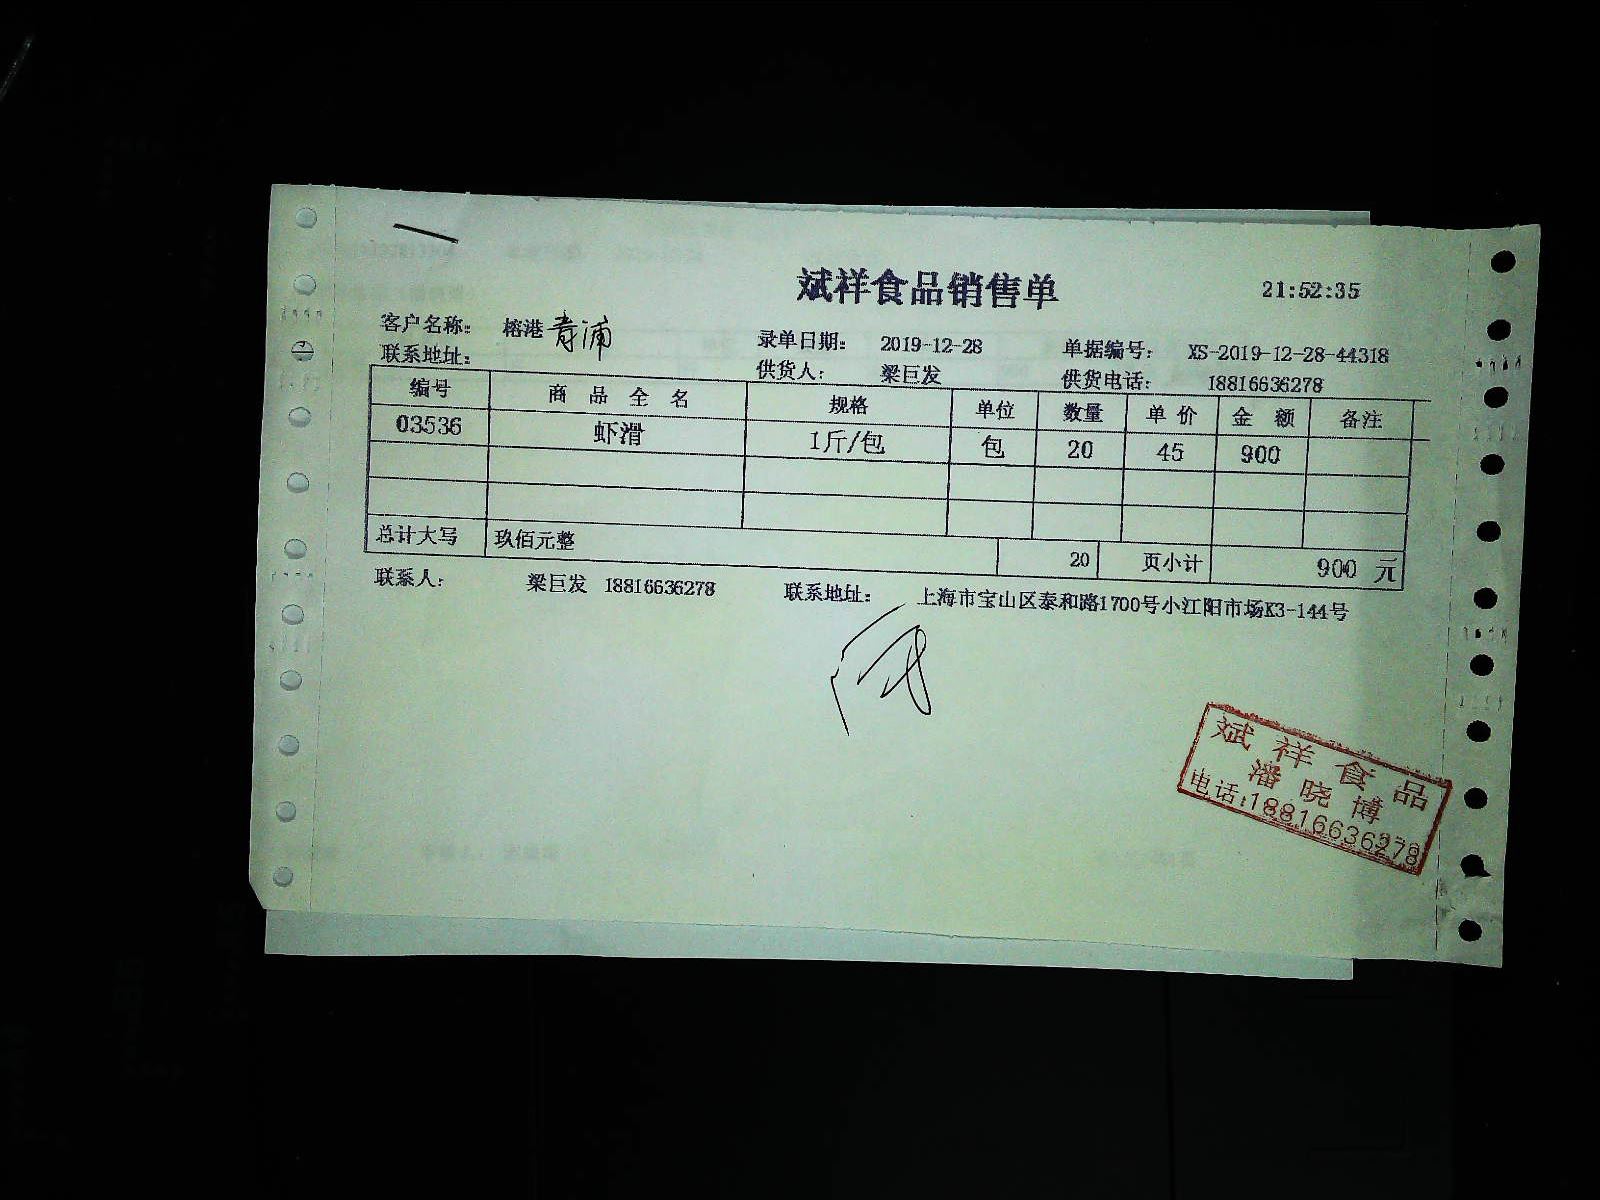 斌祥食品销售单 21:52:35
客户名称: 榕港 青浦 录单日期: 2019-12-28 单据编号: XS-2019-12-28-44318
联系地址: 供货人: 梁巨发 供货电话: 18816636278
编号 商品全名 规格 单位 数量 单价 金额 备注
03536 虾滑 1斤/包 包 20 45 900
总计大写 玖佰元整 20 页小计 900 元
联系人: 梁巨发 18816636278 联系地址: 上海市宝山区泰和路1700号小江阳市场K3-144号
斌祥食品
潘晓博
电话:18816636278